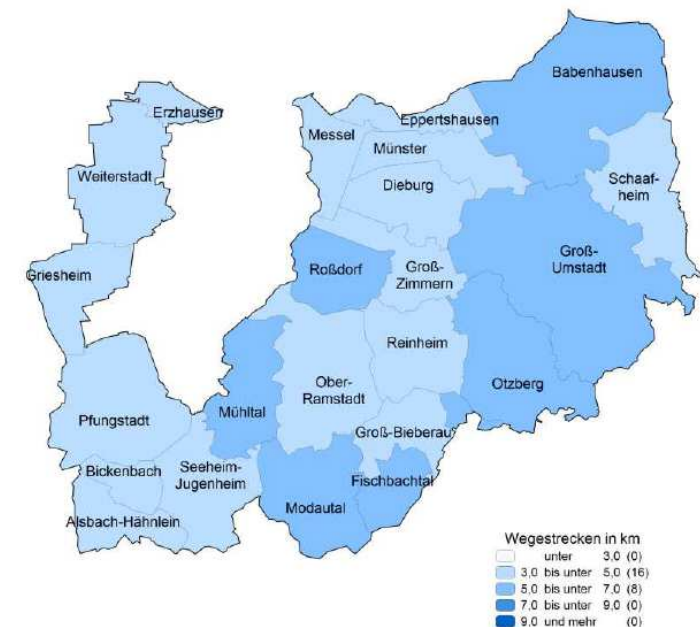 Babenhausen
Erzhausen
Eppertshausen
Messel
Münster
Weiterstadt
Dieburg
Schaaf-
heim
Griesheim
Roßdorf
Groß-
Zimmern
Groß-
Umstadt
Reinheim
Ober-
Ramstadt
Otzberg
Mühltal
Pfungstadt
Groß-Bieberau
Bickenbach
Seeheim-
Jugenheim
Fischbachtal
Modautal
Alsbach-Hähnlein
Wegestrecken in km
unter 3,0 (0)
3,0 bis unter 5,0 (16)
5,0 bis unter 7,0 (8)
7,0 bis unter 9,0 (0)
9,0 und mehr (0)